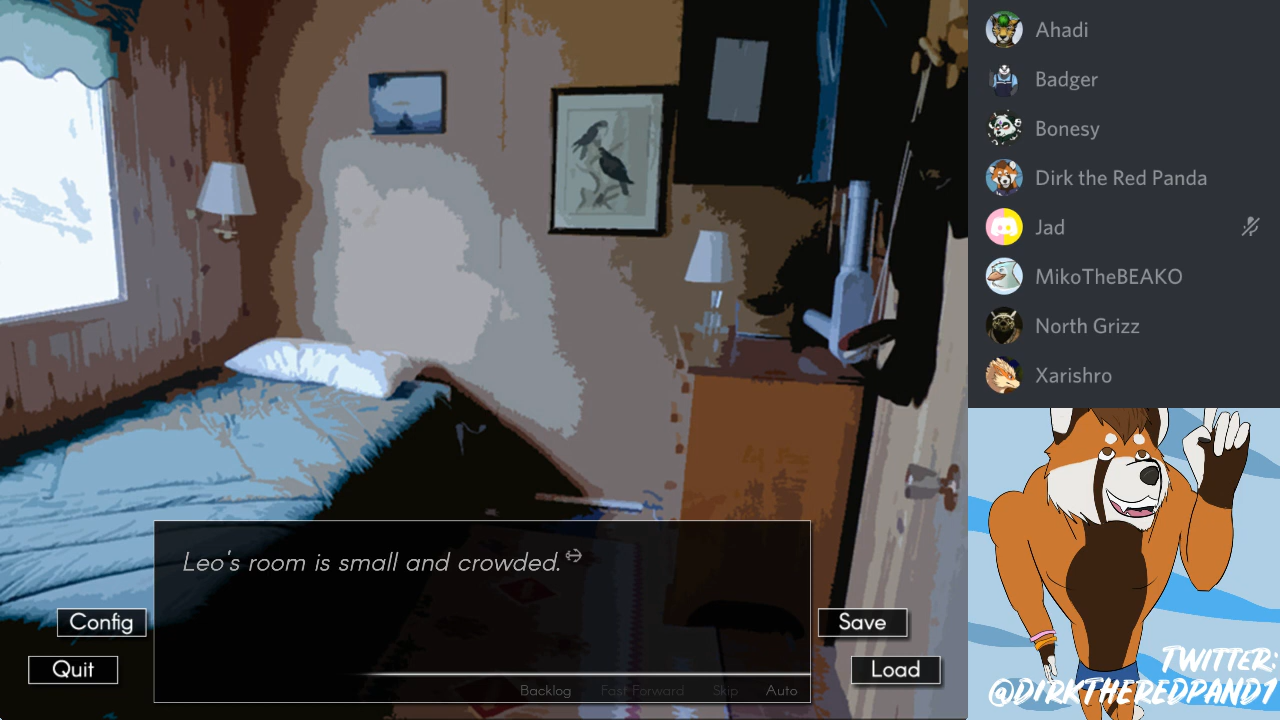 Ahadi
Badger
Bonesy
Dirk the Red Panda
Jad
MikoTheBEAKO
North Grizz
Xarishro
Leo's room is small and crowded.
Config
Quit
Save
Load
Backlog Fast Forward Skip Auto
TWITTER:
@DIRKTHEREDPAND1